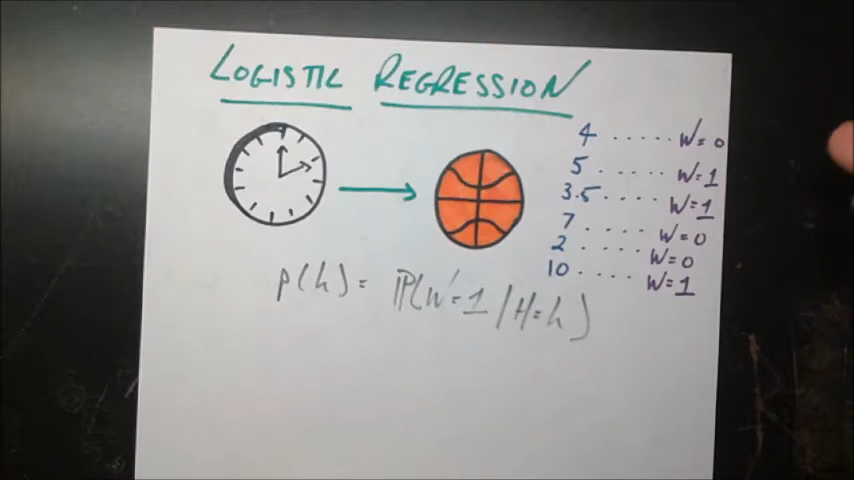 LOGISTIC REGRESSION
4 ..... W=0
5 ..... W=1
3.5 ..... W=1
7 ..... W=0
2 ..... W=0
10 ..... W=1
p(h) = P(W=1 / H=h)